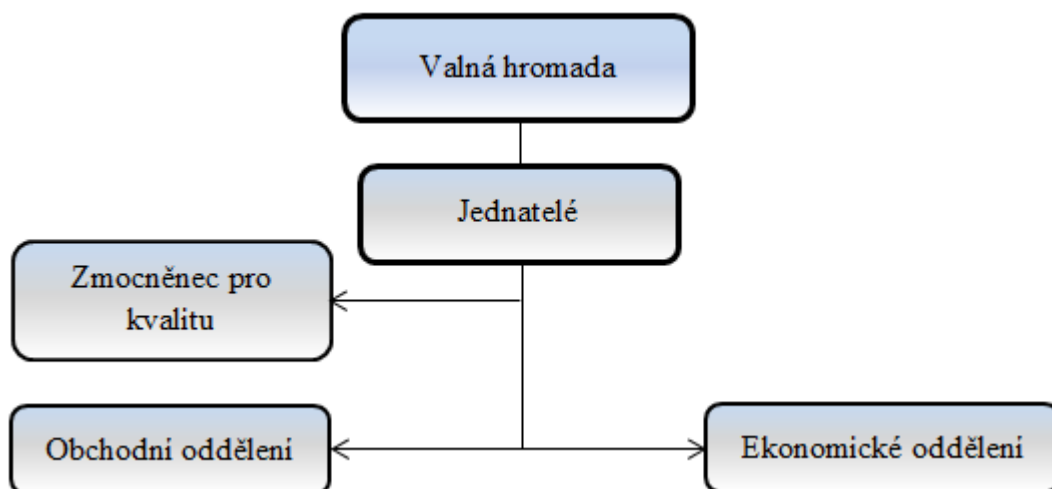 Valná hromada
Jednatelé
Zmocněnec pro
kvalitu
Obchodní oddělení
Ekonomické oddělení